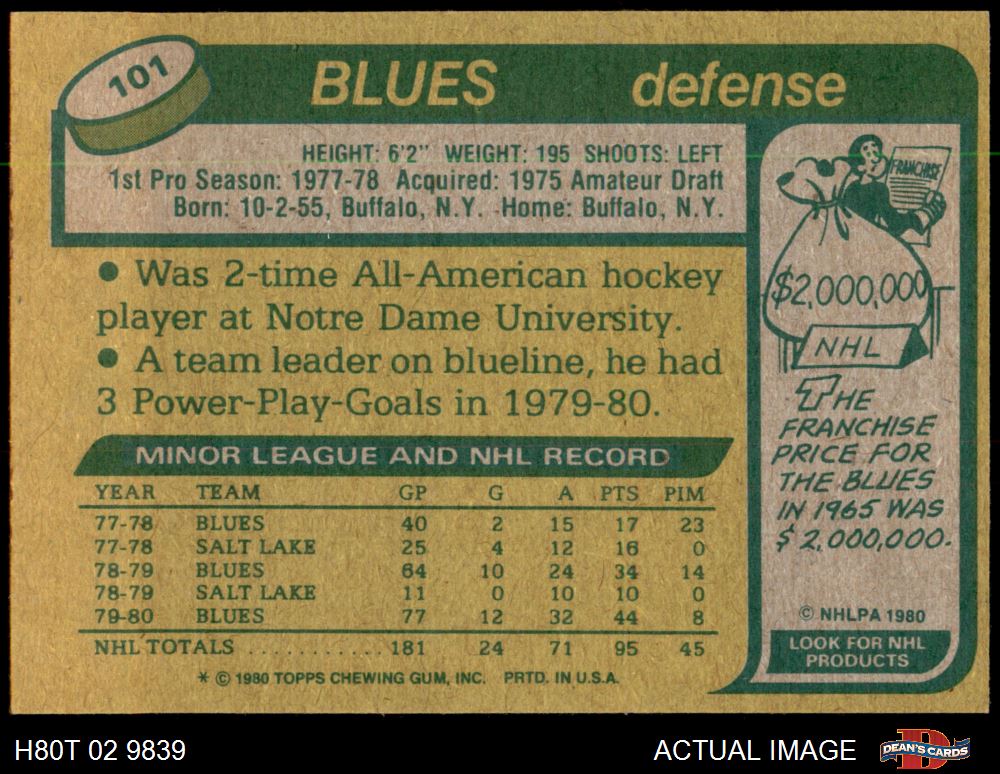 101
BLUES defense
HEIGHT: 6'2" WEIGHT: 195 SHOOTS: LEFT
1st Pro Season: 1977-78 Acquired: 1975 Amateur Draft
Born: 10-2-55, Buffalo, N.Y. Home: Buffalo, N.Y.
● Was 2-time All-American hockey
player at Notre Dame University.
● A team leader on blueline, he had
3 Power-Play-Goals in 1979-80.
MINOR LEAGUE AND NHL RECORD
YEAR TEAM GP G A PTS PIM
77-78 BLUES 40 2 15 17 23
77-78 SALT LAKE 25 4 12 16 0
78-79 BLUES 64 10 24 34 14
78-79 SALT LAKE 11 0 10 10 0
79-80 BLUES 77 12 32 44 8
NHL TOTALS ............ 181 24 71 95 45
* © 1980 TOPPS CHEWING GUM, INC. PRTD. IN U.S.A.
FRANCHISE
$2,000,000
NHL
THE
FRANCHISE
PRICE FOR
THE BLUES
IN 1965 WAS
$2,000,000.
© NHLPA 1980
LOOK FOR NHL
PRODUCTS
H80T 02 9839
ACTUAL IMAGE
DEAN'S CARDS